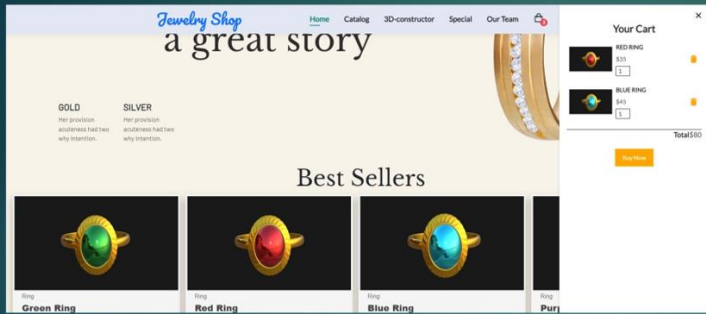 Jewelry Shop
Home Catalog 3D-constructor Special Our Team
a great story
GOLD
Her provision
acuteness had two
why intention.
SILVER
Her provision
acuteness had two
why intention.
Best Sellers
Ring
Green Ring
Ring
Red Ring
Ring
Blue Ring
Ring
Purp
Your Cart
RED RING
$35
1
BLUE RING
$45
1
Total$80
Buy Now